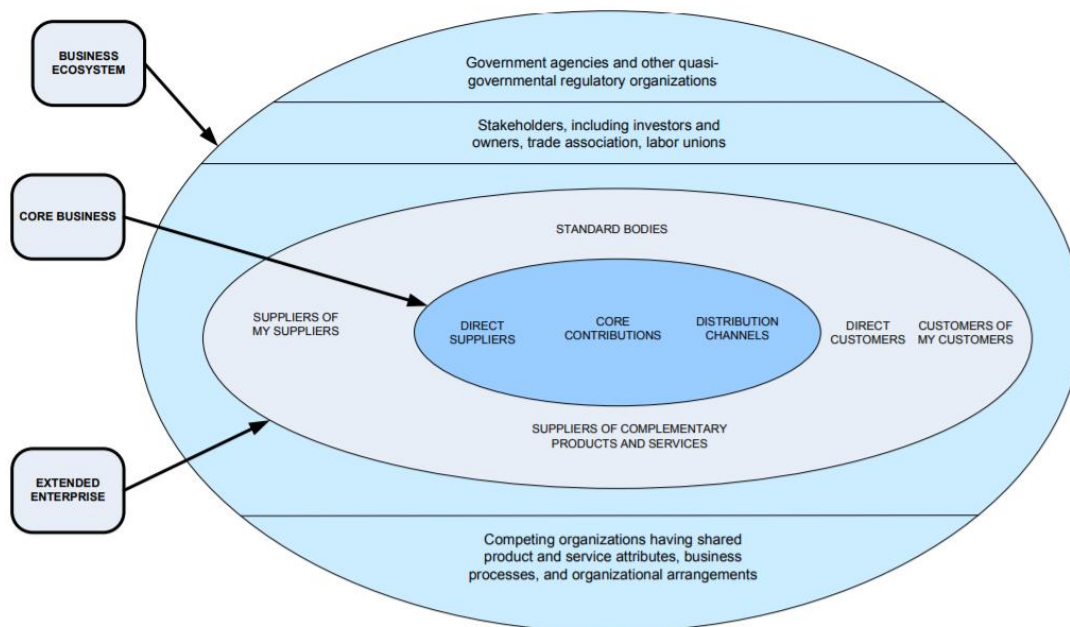 BUSINESS
ECOSYSTEM
Government agencies and other quasi-
governmental regulatory organizations
Stakeholders, including investors and
owners, trade association, labor unions
CORE BUSINESS
STANDARD BODIES
SUPPLIERS OF
MY SUPPLIERS
DIRECT
SUPPLIERS
CORE
CONTRIBUTIONS
DISTRIBUTION
CHANNELS
DIRECT
CUSTOMERS
CUSTOMERS OF
MY CUSTOMERS
SUPPLIERS OF COMPLEMENTARY
PRODUCTS AND SERVICES
EXTENDED
ENTERPRISE
Competing organizations having shared
product and service attributes, business
processes, and organizational arrangements